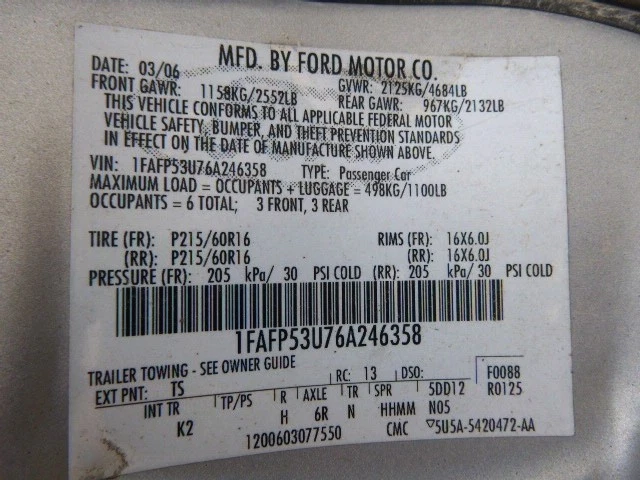 MFD. BY FORD MOTOR CO.
DATE: 03/06 GVWR: 2125KG/4684LB
FRONT GAWR: 1158KG/2552LB REAR GAWR: 967KG/2132LB
THIS VEHICLE CONFORMS TO ALL APPLICABLE FEDERAL MOTOR
VEHICLE SAFETY, BUMPER, AND THEFT PREVENTION STANDARDS
IN EFFECT ON THE DATE OF MANUFACTURE SHOWN ABOVE.
VIN: 1FAFP53U76A246358 TYPE: Passenger Car
MAXIMUM LOAD = OCCUPANTS + LUGGAGE = 498KG/1100LB
OCCUPANTS = 6 TOTAL; 3 FRONT, 3 REAR
TIRE (FR): P215/60R16 RIMS (FR): 16X6.0J
(RR): P215/60R16 (RR): 16X6.0J
PRESSURE (FR): 205 kPa/ 30 PSI COLD (RR): 205 kPa/ 30 PSI COLD
1FAFP53U76A246358
TRAILER TOWING - SEE OWNER GUIDE
EXT PNT: TS RC: 13 DSO: F0088
INT TR TP/PS R AXLE TR SPR 5DD12 R0125
K2 H 6R N HHMM N05
1200603077550 CMC ▽5U5A-5420472-AA